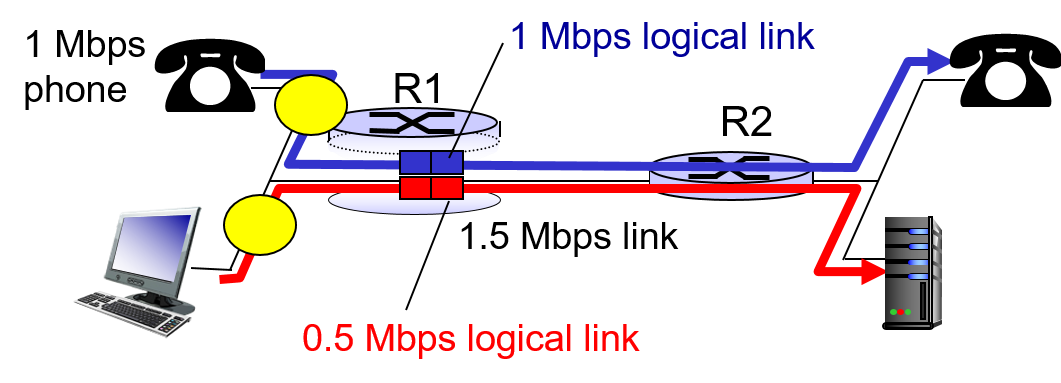 1 Mbps logical link
1 Mbps
phone
R1
R2
1.5 Mbps link
0.5 Mbps logical link